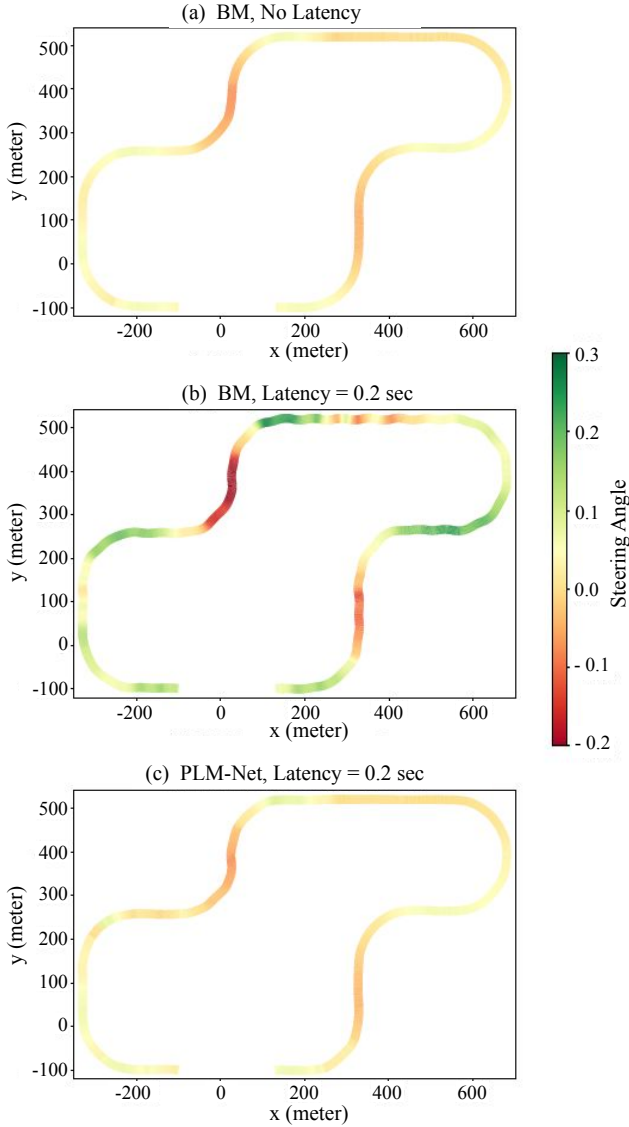 (a) BM, No Latency
500
400
300
200
100
0
-100
y (meter)
-200 0 200 400 600
x (meter)
(b) BM, Latency = 0.2 sec
500
400
300
200
100
0
-100
y (meter)
-200 0 200 400 600
x (meter)
0.3
0.2
0.1
0.0
- 0.1
- 0.2
Steering Angle
(c) PLM-Net, Latency = 0.2 sec
500
400
300
200
100
0
-100
y (meter)
-200 0 200 400 600
x (meter)